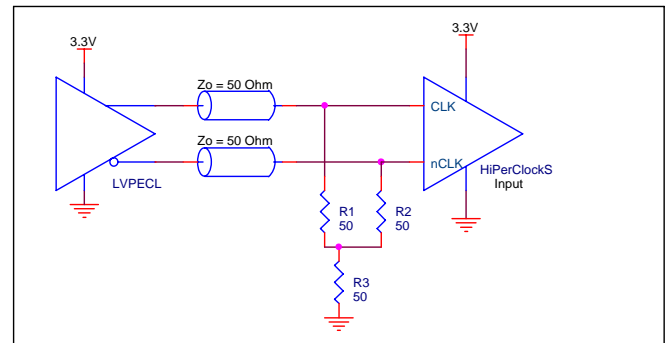 3.3V
3.3V
Zo = 50 Ohm
CLK
Zo = 50 Ohm
nCLK
HiPerClockS
Input
LVPECL
R1
50
R2
50
R3
50